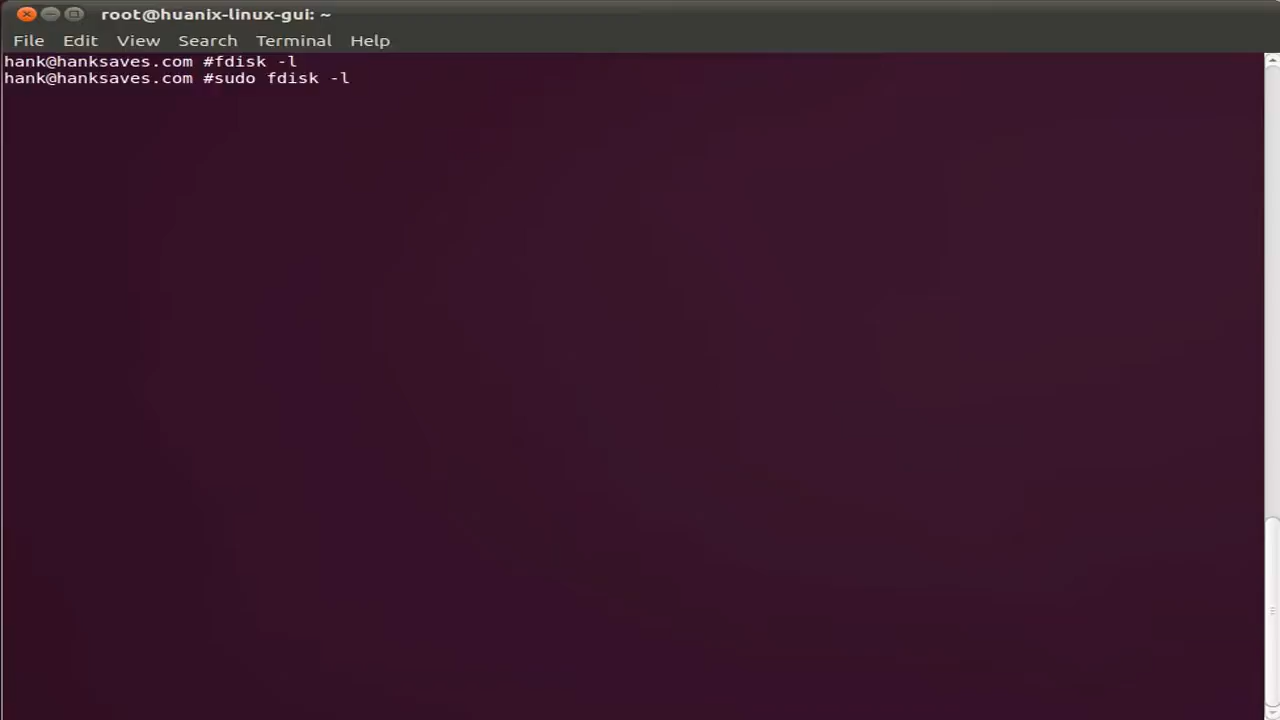 root@huanix-linux-gui: ~
File Edit View Search Terminal Help
hank@hanksaves.com #fdisk -l
hank@hanksaves.com #sudo fdisk -l